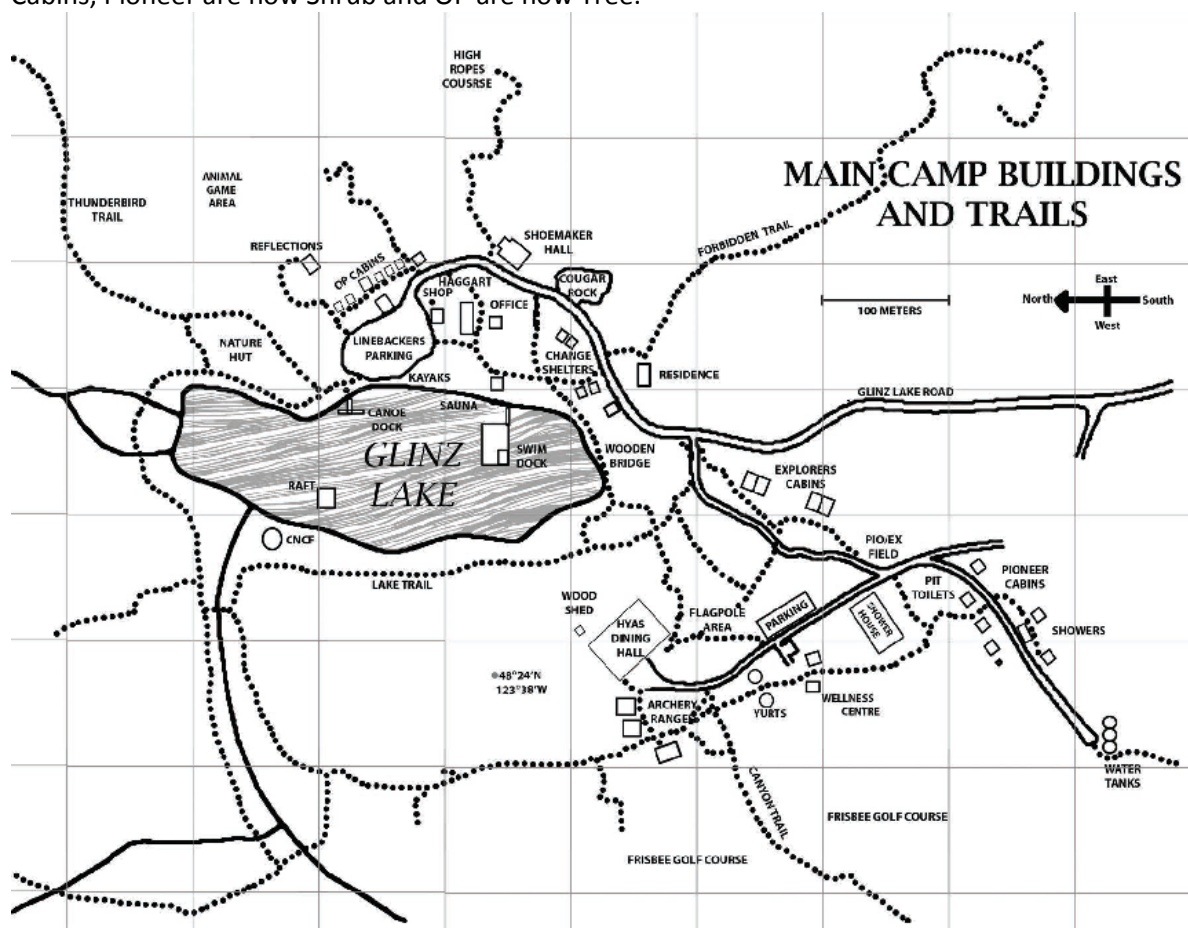 Cabins, Pioneer are now Shrub and OP are now Tree.
HIGH
ROPES
COUSRSE
MAIN CAMP BUILDINGS
AND TRAILS
ANIMAL
GAME
AREA
THUNDERBIRD
TRAIL
REFLECTIONS
OP CABINS
SHOEMAKER
HALL
FORBIDDEN TRAIL
COUGAR
ROCK
HAGGART
SHOP
OFFICE
East
North
South
West
100 METERS
NATURE
HUT
LINEBACKERS
PARKING
CHANGE
SHELTERS
KAYAKS
RESIDENCE
GLINZ LAKE ROAD
CANOE
DOCK
SAUNA
GLINZ
LAKE
SWIM
DOCK
WOODEN
BRIDGE
EXPLORERS
CABINS
RAFT
CNCF
PIO/EX
FIELD
LAKE TRAIL
PIT
TOILETS
PIONEER
CABINS
WOOD
SHED
FLAGPOLE
AREA
PARKING
SHOWER
HOUSE
HYAS
DINING
HALL
SHOWERS
48°24'N
123°38'W
ARCHERY
RANGE
YURTS
WELLNESS
CENTRE
WATER
TANKS
CANYON TRAIL
FRISBEE GOLF COURSE
FRISBEE GOLF COURSE